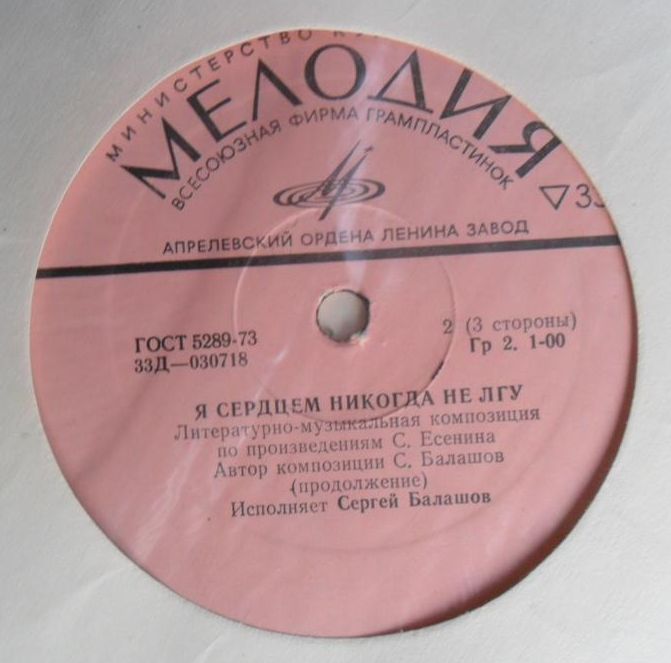 МИНИСТЕРСТВО
МЕЛОДИЯ
ВСЕСОЮЗНАЯ ФИРМА ГРАМПЛАСТИНОК
▽33
АПРЕЛЕВСКИЙ ОРДЕНА ЛЕНИНА ЗАВОД
ГОСТ 5289-73
33Д—030718
2 (3 стороны)
Гр 2. 1-00
Я СЕРДЦЕМ НИКОГДА НЕ ЛГУ
Литературно-музыкальная композиция
по произведениям С. Есенина
Автор композиции С. Балашов
(продолжение)
Исполняет Сергей Балашов